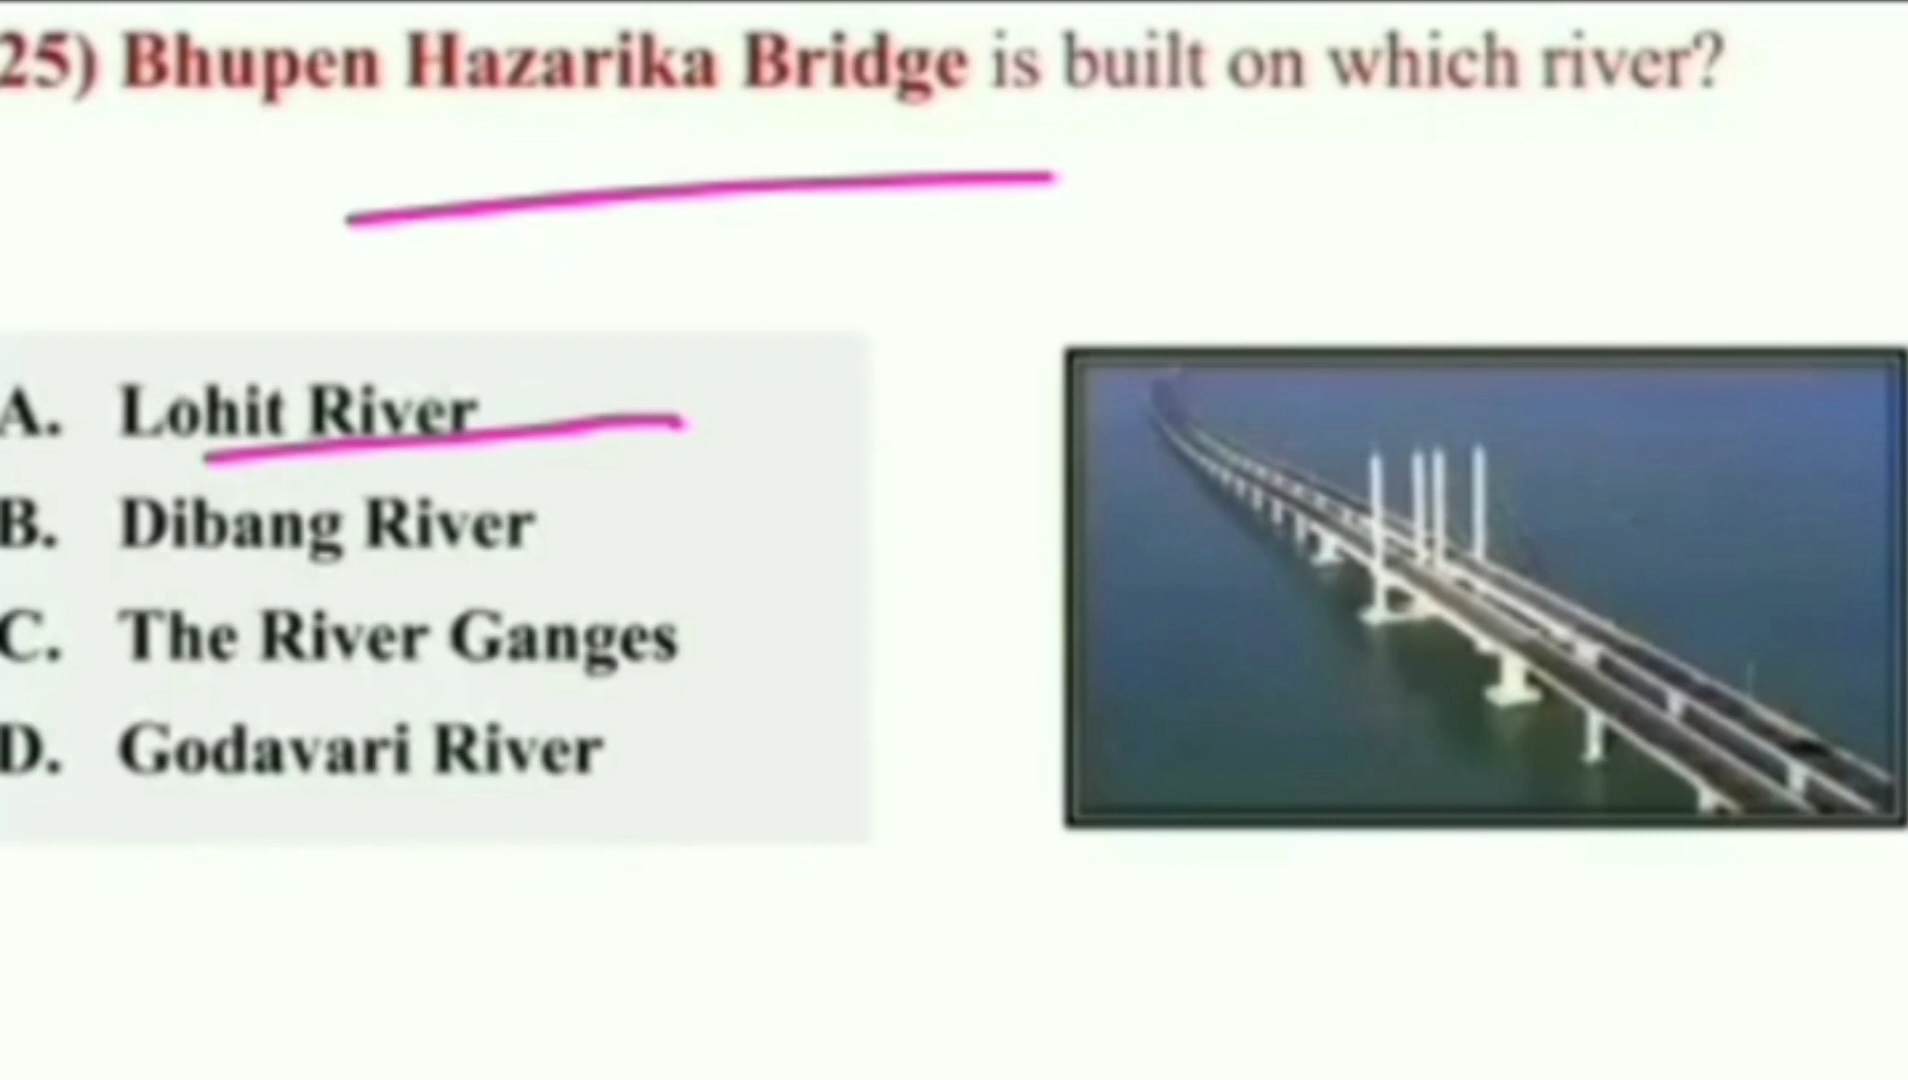 25) Bhupen Hazarika Bridge is built on which river?
A. Lohit River
B. Dibang River
C. The River Ganges
D. Godavari River